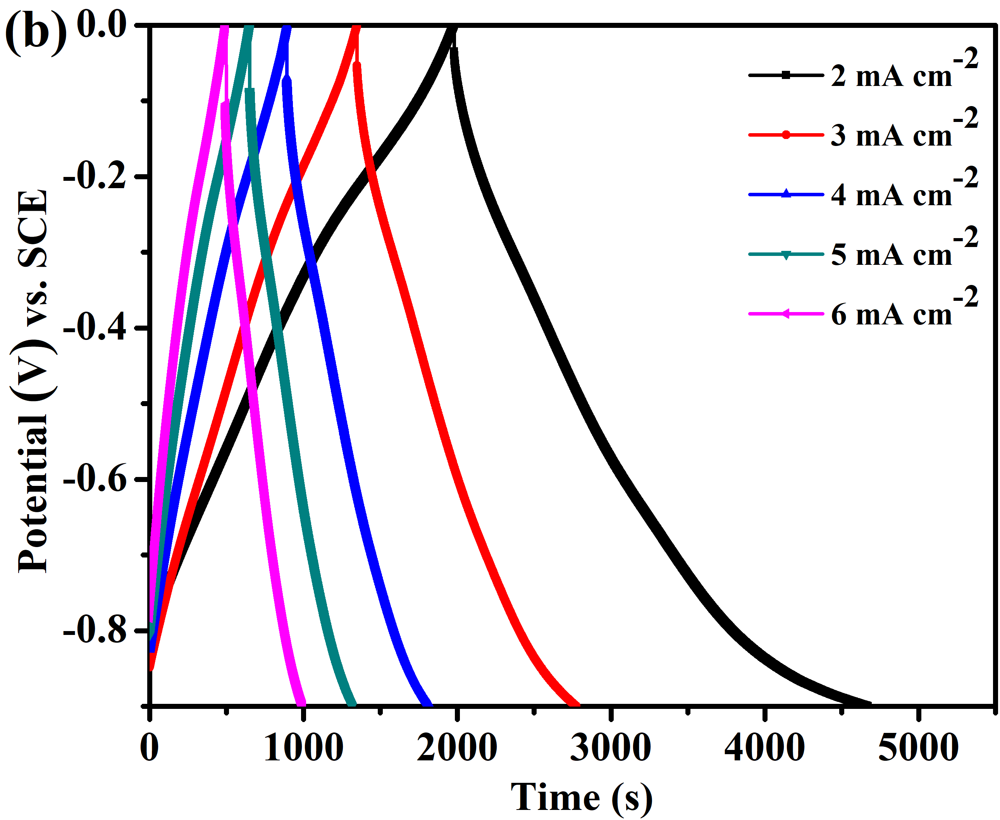 (b)
0.0
-0.2
-0.4
-0.6
-0.8
Potential (V) vs. SCE
2 mA cm⁻²
3 mA cm⁻²
4 mA cm⁻²
5 mA cm⁻²
6 mA cm⁻²
0 1000 2000 3000 4000 5000
Time (s)